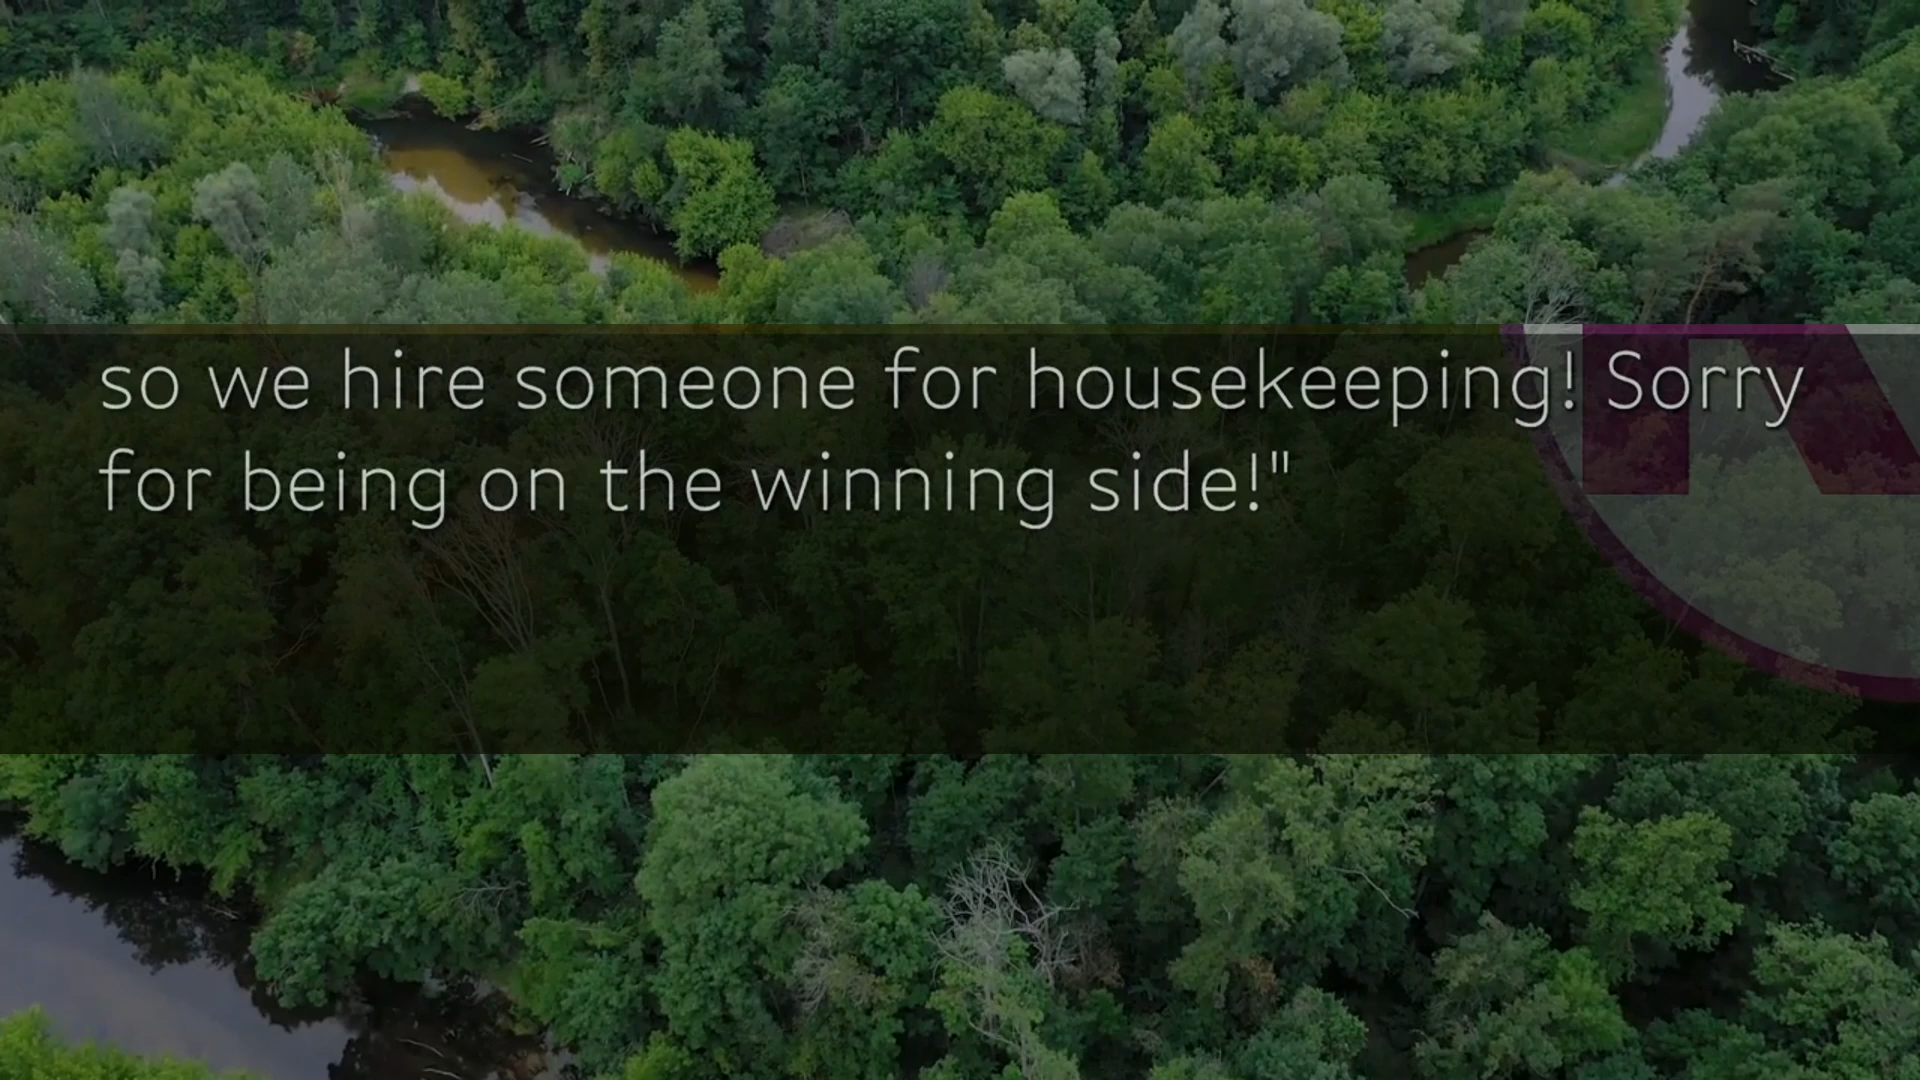 so we hire someone for housekeeping! Sorry
for being on the winning side!"